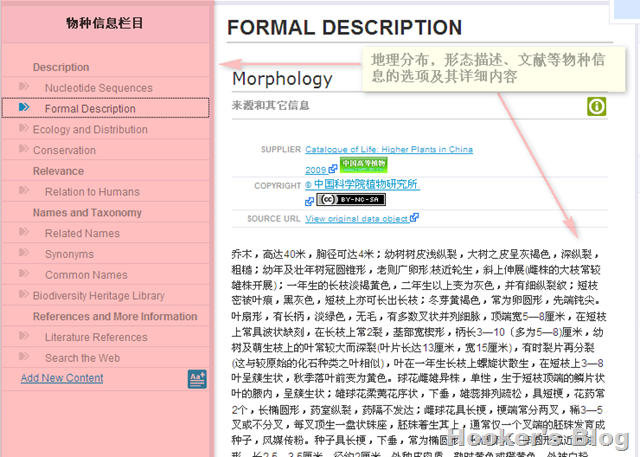 物种信息栏目
Description
Nucleotide Sequences
Formal Description
Ecology and Distribution
Conservation
Relevance
Relation to Humans
Names and Taxonomy
Related Names
Synonyms
Common Names
Biodiversity Heritage Library
References and More Information
Literature References
Search the Web
Add New Content
FORMAL DESCRIPTION
地理分布，形态描述、文献等物种信
息的选项及其详细内容
Morphology
来源和其它信息
SUPPLIER Catalogue of Life: Higher Plants in China
2009 中国高等植物
COPYRIGHT © 中国科学院植物研究所
cc BY-NC-SA
SOURCE URL View original data object
乔木，高达40米，胸径可达4米；幼树树皮浅纵裂，大树之皮呈灰褐色，深纵裂，
粗糙；幼年及壮年树冠圆锥形，老则广卵形;枝近轮生，斜上伸展(雌株的大枝常较
雄株开展)；一年生的长枝淡褐黄色，二年生以上变为灰色，并有细纵裂纹；短枝
密被叶痕，黑灰色，短枝上亦可长出长枝；冬芽黄褐色，常为卵圆形，先端钝尖。
叶扇形，有长柄，淡绿色，无毛，有多数叉状并列细脉，顶端宽5—8厘米，在短枝
上常具波状缺刻，在长枝上常2裂，基部宽楔形，柄长3—10（多为5—8)厘米，幼
树及萌生枝上的叶常较大而深裂(叶片长达13厘米，宽15厘米)，有时裂片再分裂
(这与较原始的化石种类之叶相似)，叶在一年生长枝上螺旋状散生，在短枝上3—8
叶呈簇生状，秋季落叶前变为黄色。球花雌雄异株，单性，生于短枝顶端的鳞片状
叶的腋内，呈簇生状；雄球花柔荑花序状，下垂，雄蕊排列疏松，具短梗，花药常
2个，长椭圆形，药室纵裂，药隔不发达；雌球花具长梗，梗端常分两叉，稀3—5
叉或不分叉，每叉顶生一盘状珠座，胚珠着生其上，通常仅一个叉端的胚珠发育成
种子，风媒传粉。种子具长梗，下垂，常为椭圆形
Hooker's Blog